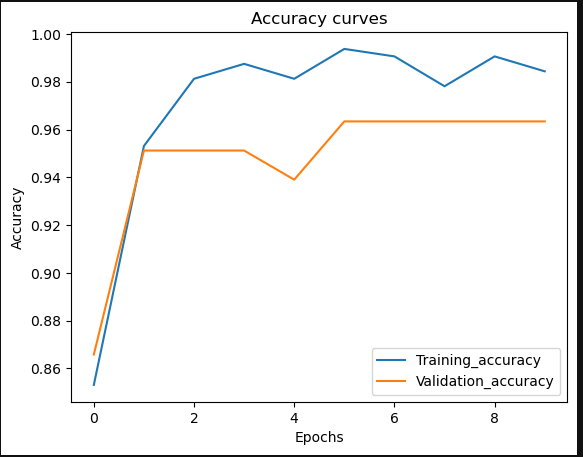 Accuracy curves
1.00
0.98
0.96
0.94
0.92
0.90
0.88
0.86
Accuracy
Training_accuracy
Validation_accuracy
0 2 4 6 8
Epochs